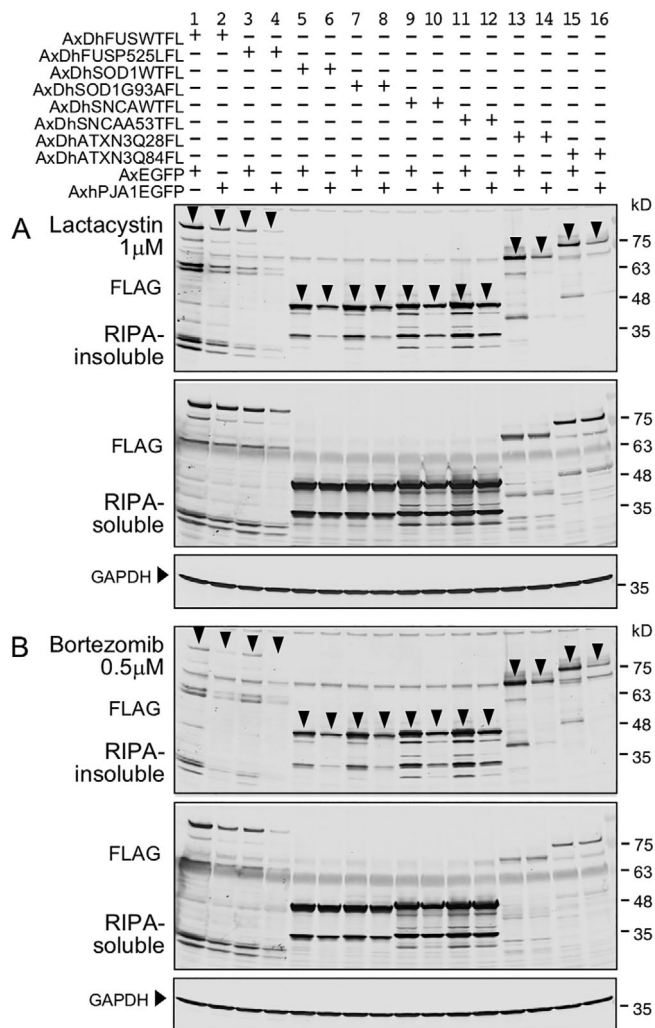 1 2 3 4 5 6 7 8 9 10 11 12 13 14 15 16
AxDhFUSWTFL + + − − − − − − − − − − − − − −
AxDhFUSP525LFL − − + + − − − − − − − − − − − −
AxDhSOD1WTFL − − − − + + − − − − − − − − − −
AxDhSOD1G93AFL − − − − − − + + − − − − − − − −
AxDhSNCAWTFL − − − − − − − − + + − − − − − −
AxDhSNCAA53TFL − − − − − − − − − − + + − − − −
AxDhATXN3Q28FL − − − − − − − − − − − − + + − −
AxDhATXN3Q84FL − − − − − − − − − − − − − − + +
AxEGFP + − + − + − + − + − + − + − + −
AxhPJA1EGFP − + − + − + − + − + − + − + − +
kD
A Lactacystin
1µM
75
63
FLAG
48
RIPA-
35
insoluble
75
FLAG
63
48
RIPA-
35
soluble
GAPDH
35
kD
B Bortezomib
0.5µM
75
63
FLAG
48
RIPA-
35
insoluble
75
FLAG
63
48
RIPA-
35
soluble
GAPDH
35